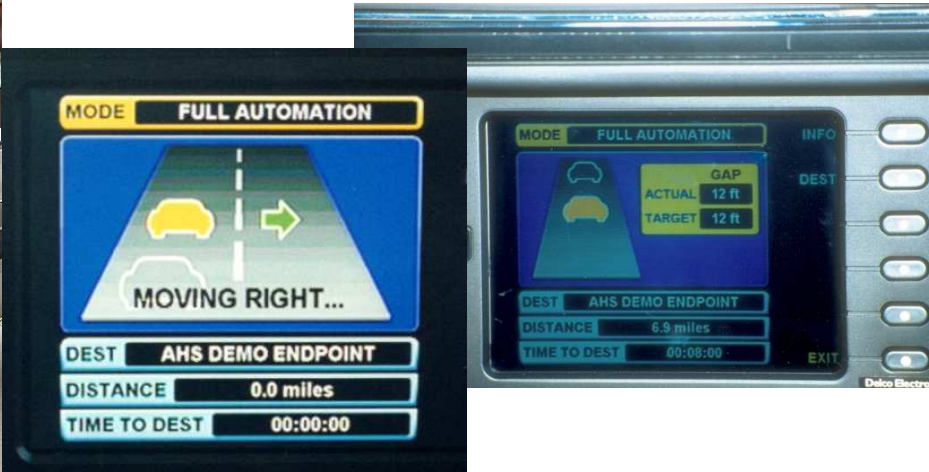 MODE FULL AUTOMATION
MOVING RIGHT...
DEST AHS DEMO ENDPOINT
DISTANCE 0.0 miles
TIME TO DEST 00:00:00
MODE FULL AUTOMATION INFO
GAP
DEST
ACTUAL 12 ft
TARGET 12 ft
DEST AHS DEMO ENDPOINT
DISTANCE 6.9 miles
TIME TO DEST 00:08:00
EXIT
Delco Electro